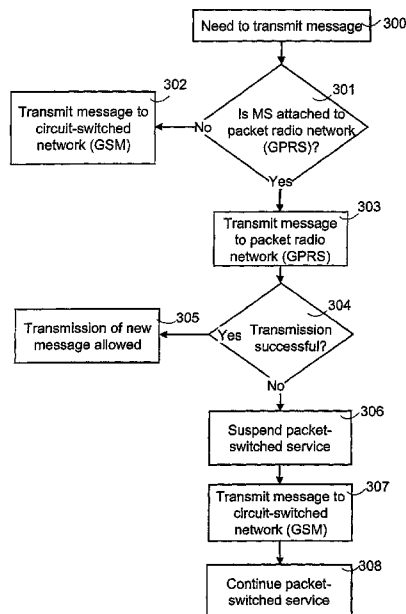 Need to transmit message
300
301
Is MS attached to
packet radio network
(GPRS)?
302
Transmit message to
circuit-switched
network (GSM)
No
Yes
303
Transmit message
to packet radio
network (GPRS)
304
Transmission
successful?
305
Transmission of new
message allowed
Yes
No
306
Suspend packet-
switched service
307
Transmit message to
circuit-switched
network (GSM)
308
Continue packet-
switched service